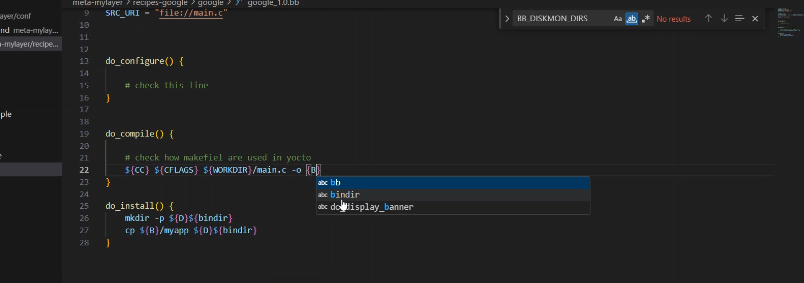 meta-mylayer > recipes-google > google > google_1.0.bb
ayer/conf
nd meta-mylay...
a-mylayer/recipe...
ple
BB_DISKMON_DIRS Aa ab No results
9 SRC_URI = "file://main.c"
10
11
12
13 do_configure() {
14
15 # check this line
16 }
17
18
19 do_compile() {
20
21 # check how makefiel are used in yocto
22 ${CC} ${CFLAGS} ${WORKDIR}/main.c -o {B}
23 }
24
25 do_install() {
26 mkdir -p ${D}${bindir}
27 cp ${B}/myapp ${D}${bindir}
28 }
abc bb
abc bindir
abc do_display_banner